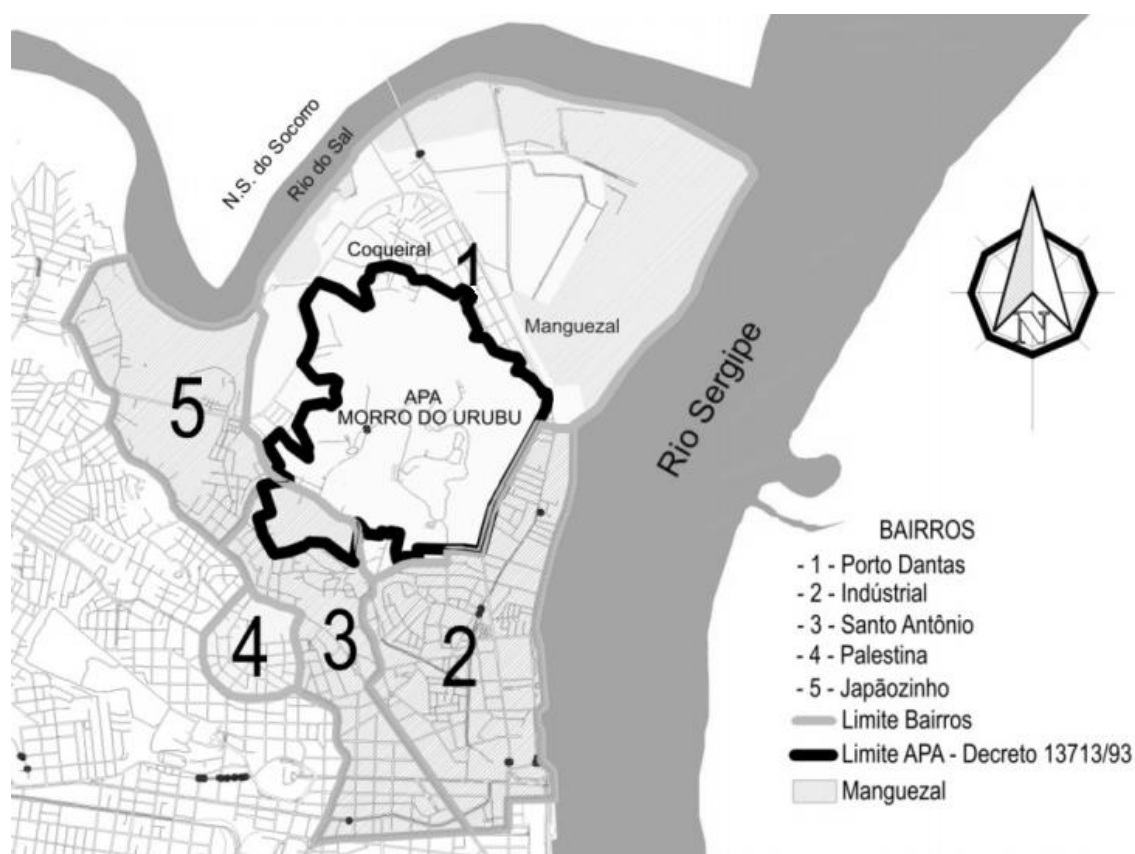 N.S. do Socorro
Rio do Sal
Coqueiral
1
Manguezal
5
APA
MORRO DO URUBU
Rio Sergipe
N
4
3
2
BAIRROS
- 1 - Porto Dantas
- 2 - Indústrial
- 3 - Santo Antônio
- 4 - Palestina
- 5 - Japãozinho
Limite Bairros
Limite APA - Decreto 13713/93
Manguezal